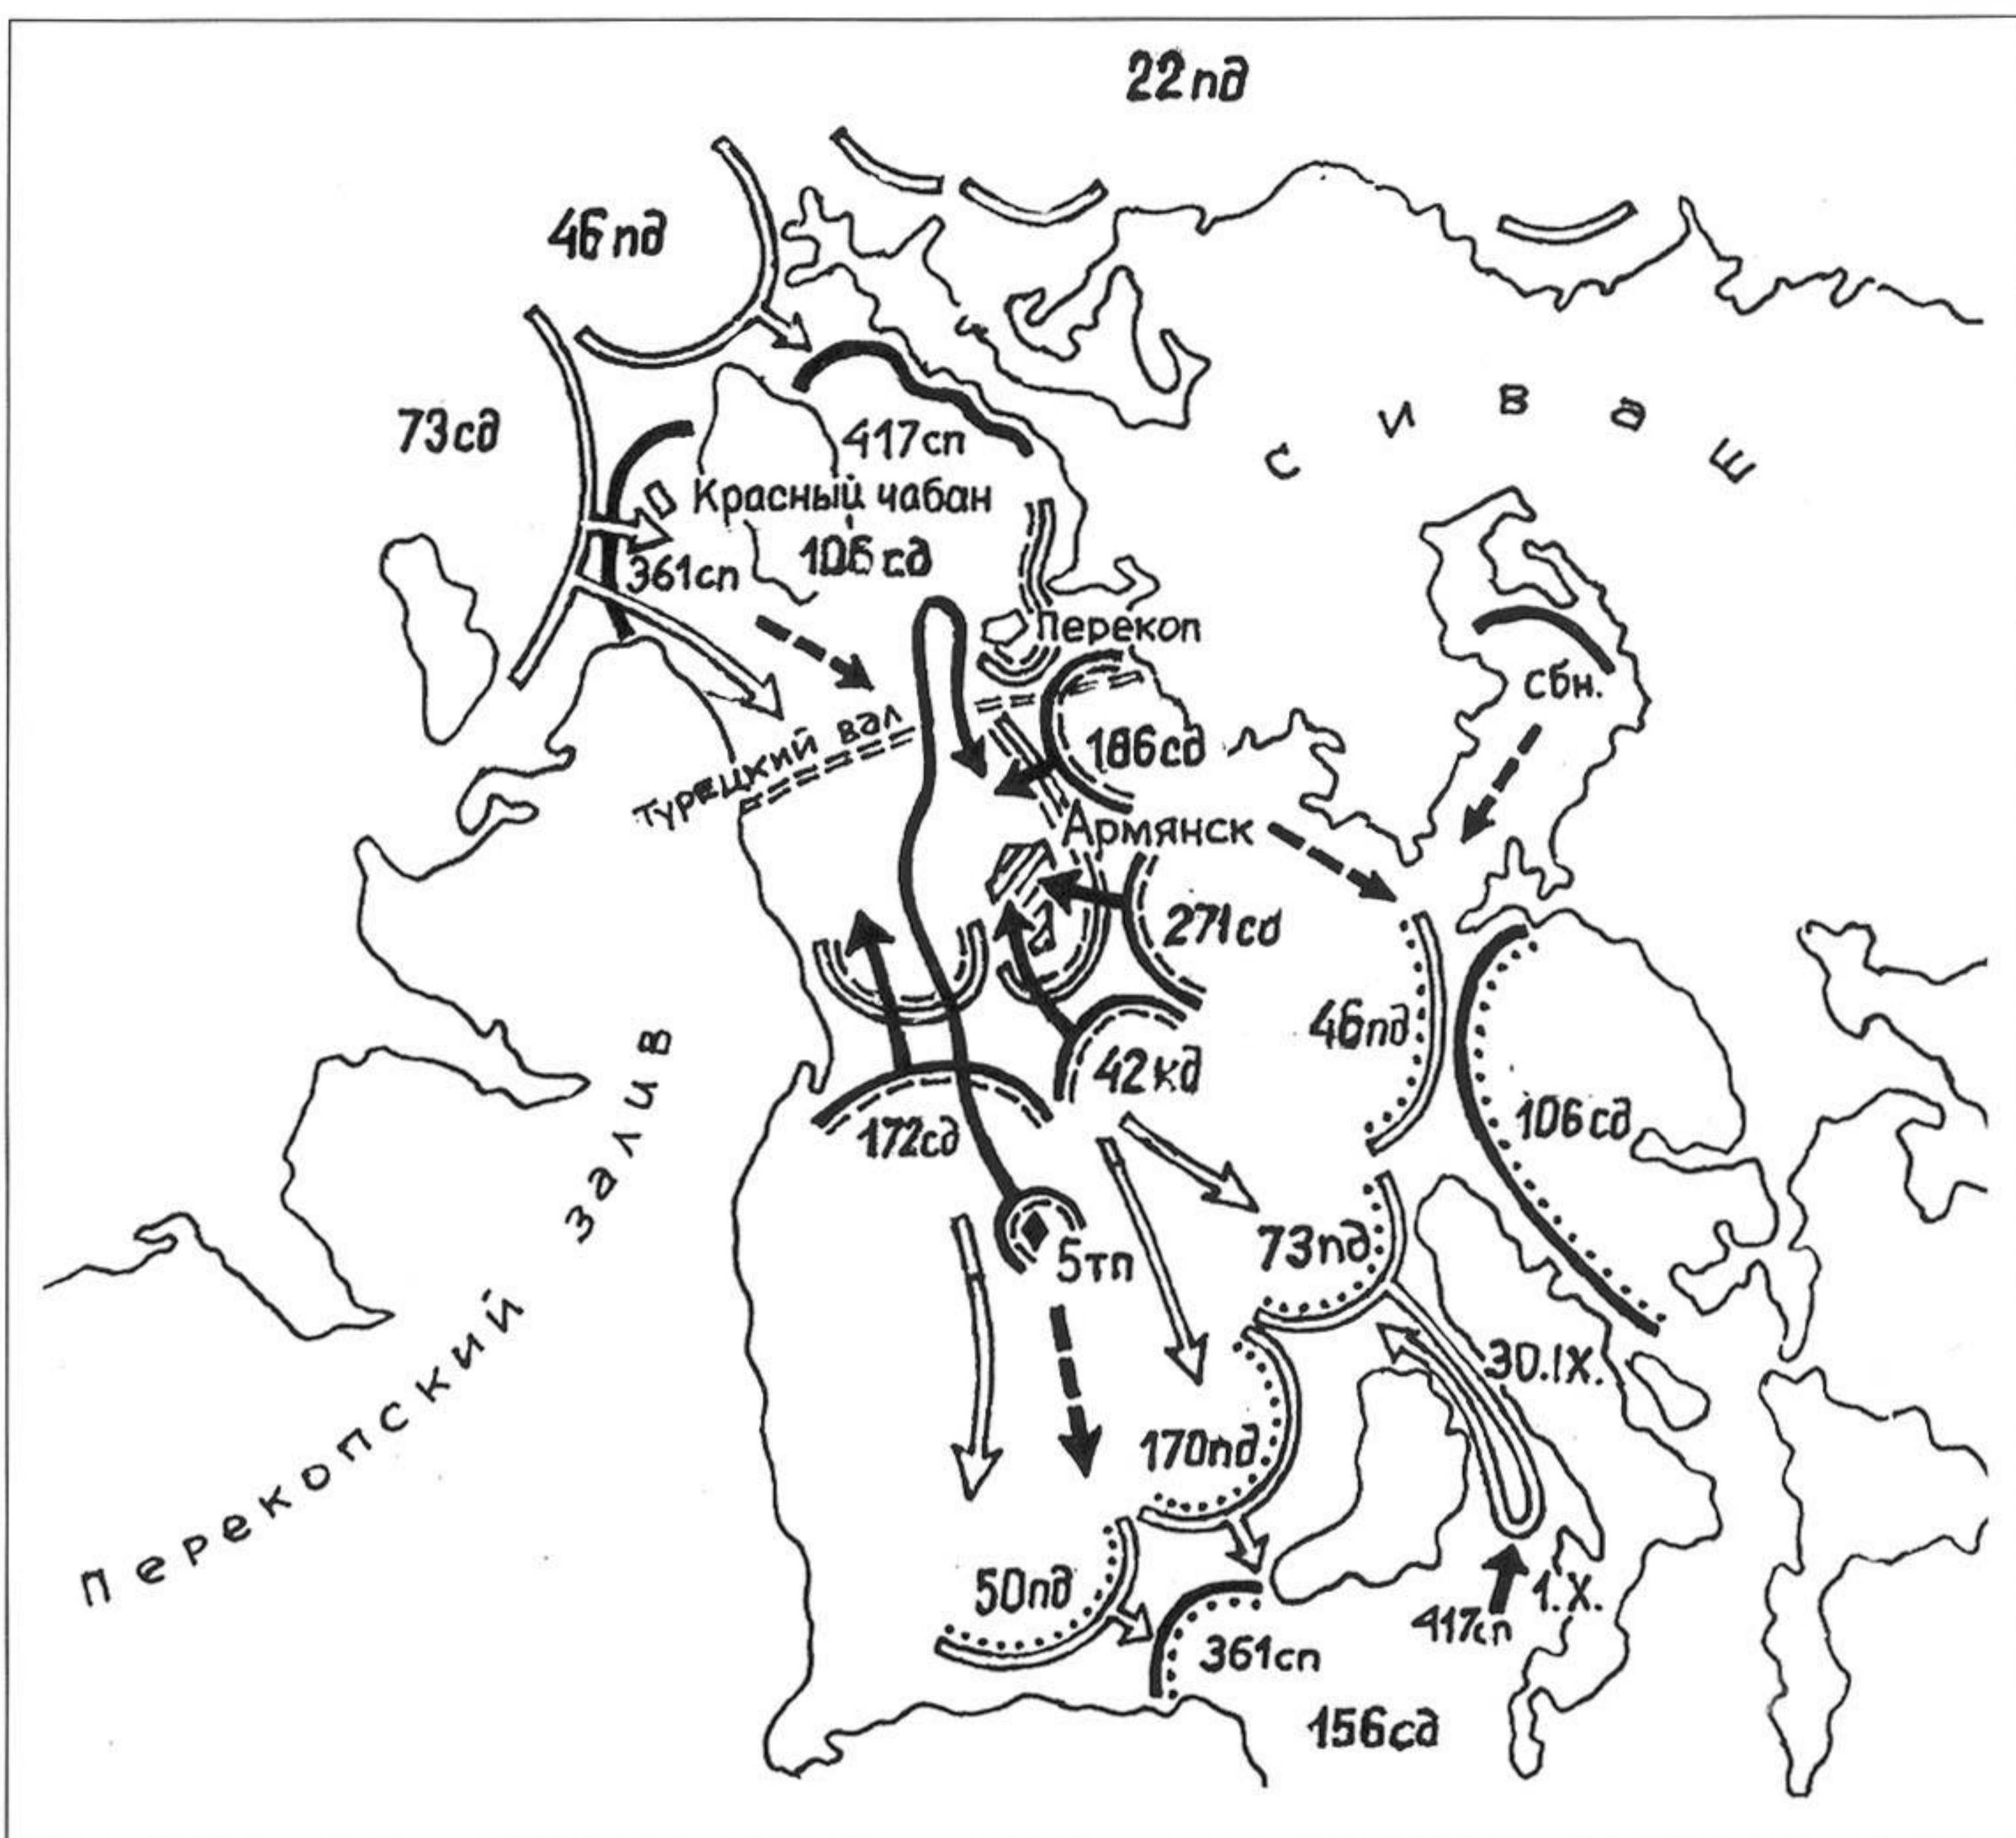 22пд
46пд
73сд
Сиваш
417сп
Красный чабан
106сд
361сп
Перекоп
сбн.
Турецкий вал
186сд
Армянск
271сд
46пд
42кд
172сд
106сд
Перекопский залив
73пд
5тп
30.IX.
170пд
50пд
1.X.
417сп
361сп
156сд